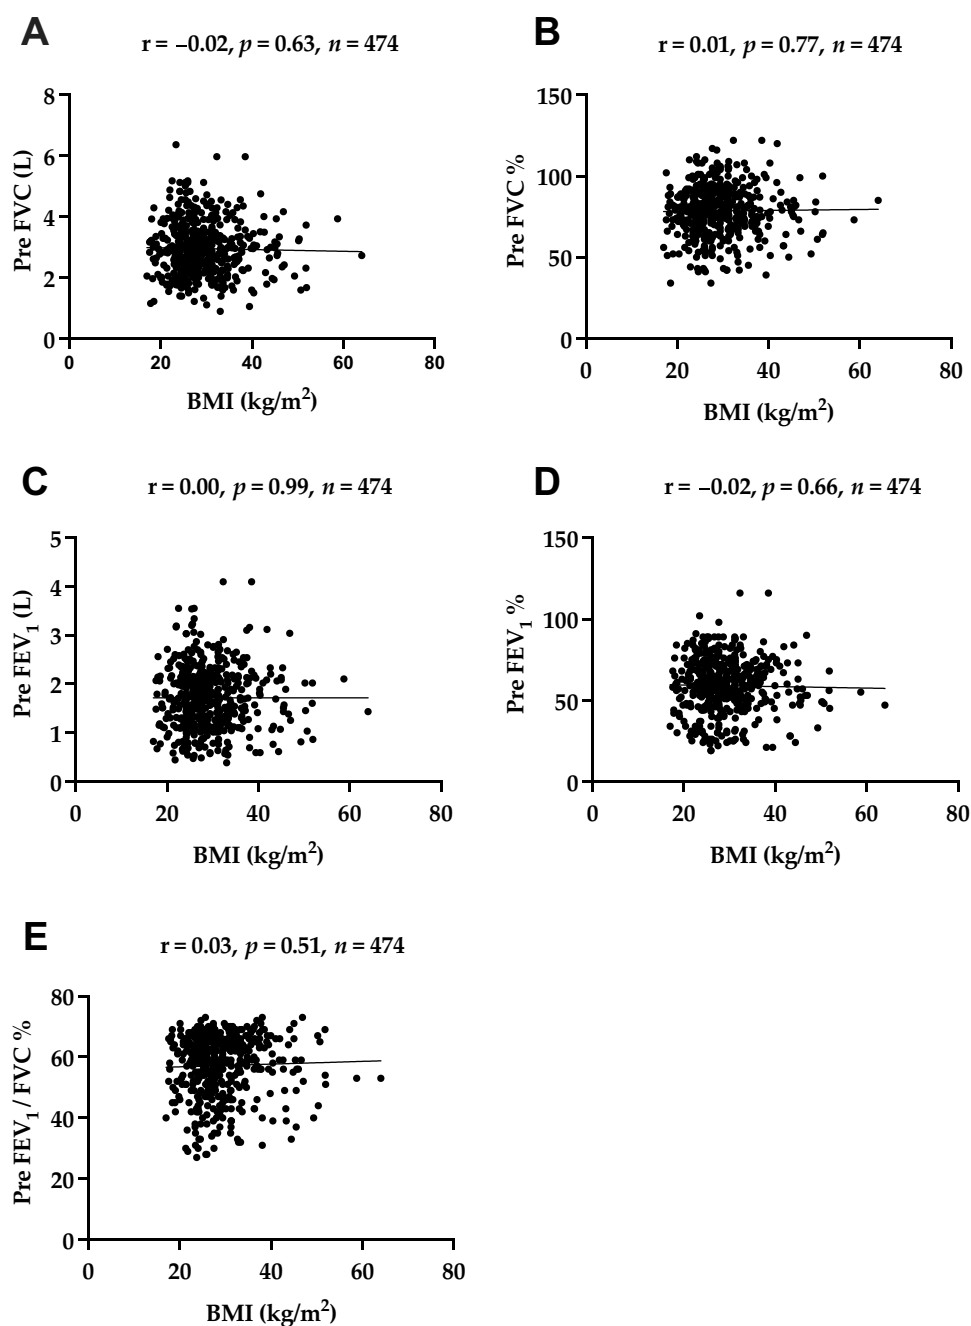 A
r = −0.02, p = 0.63, n = 474
8
6
4
2
0
Pre FVC (L)
0 20 40 60 80
BMI (kg/m²)
B
r = 0.01, p = 0.77, n = 474
150
100
50
0
Pre FVC %
0 20 40 60 80
BMI (kg/m²)
C
r = 0.00, p = 0.99, n = 474
5
4
3
2
1
0
Pre FEV₁ (L)
0 20 40 60 80
BMI (kg/m²)
D
r = −0.02, p = 0.66, n = 474
150
100
50
0
Pre FEV₁ %
0 20 40 60 80
BMI (kg/m²)
E
r = 0.03, p = 0.51, n = 474
80
60
40
20
0
Pre FEV₁ / FVC %
0 20 40 60 80
BMI (kg/m²)